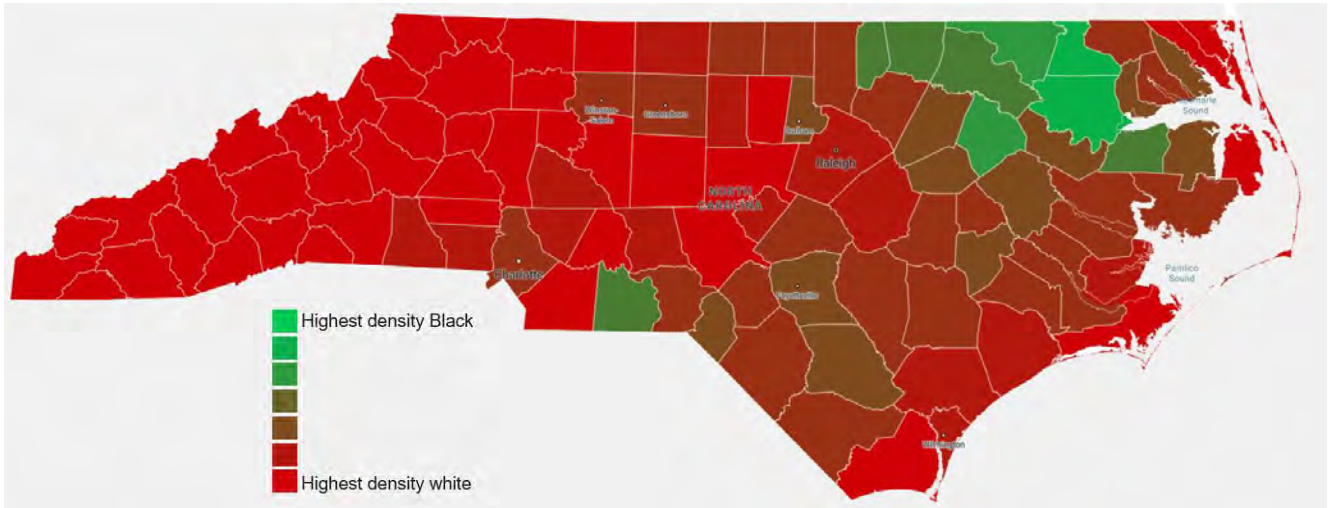 Winston-
Salem
Greensboro
Durham
Raleigh
NORTH
CAROLINA
Albemarle
Sound
Charlotte
Fayetteville
Pamlico
Sound
Wilmington
Highest density Black
Highest density white